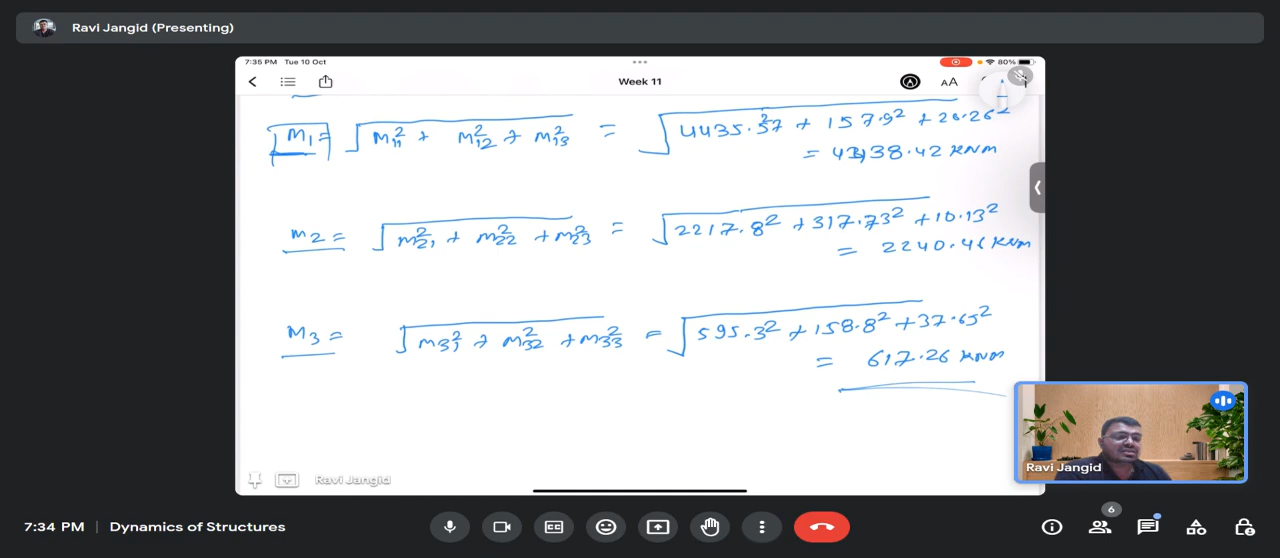 Ravi Jangid (Presenting)
7:35 PM Tue 10 Oct
80%
Week 11
AA
M₁ = √(M₁₁² + M₁₂² + M₁₃²) = √(4435.57² + 157.9² + 26.26²)
= 4438.42 KNm
M2 = √(M₂₁² + M₂₂² + M₂₃²) = √(2217.8² + 317.73² + 10.13²)
= 2240.46 KNm
M3 = √(M₃₁² + M₃₂² + M₃₃²) = √(595.3² + 158.8² + 37.65²)
= 617.26 KNm
Ravi Jangid
Ravi Jangid
7:34 PM | Dynamics of Structures
6